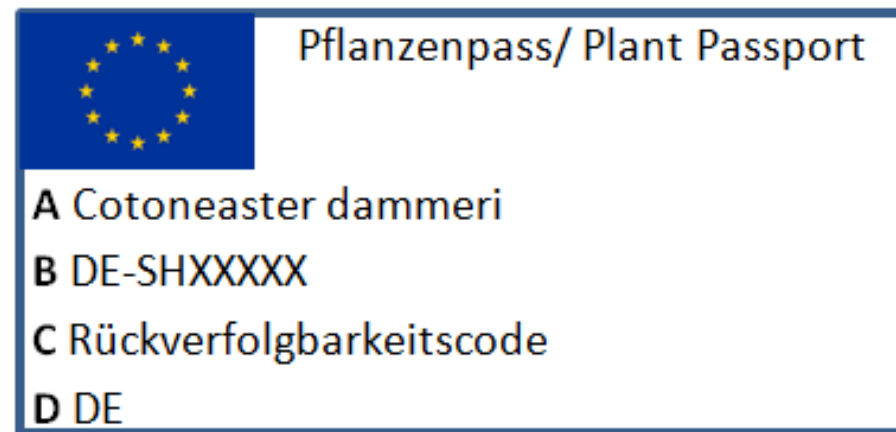 Pflanzenpass/ Plant Passport
A Cotoneaster dammeri
B DE-SHXXXXX
C Rückverfolgbarkeitscode
D DE